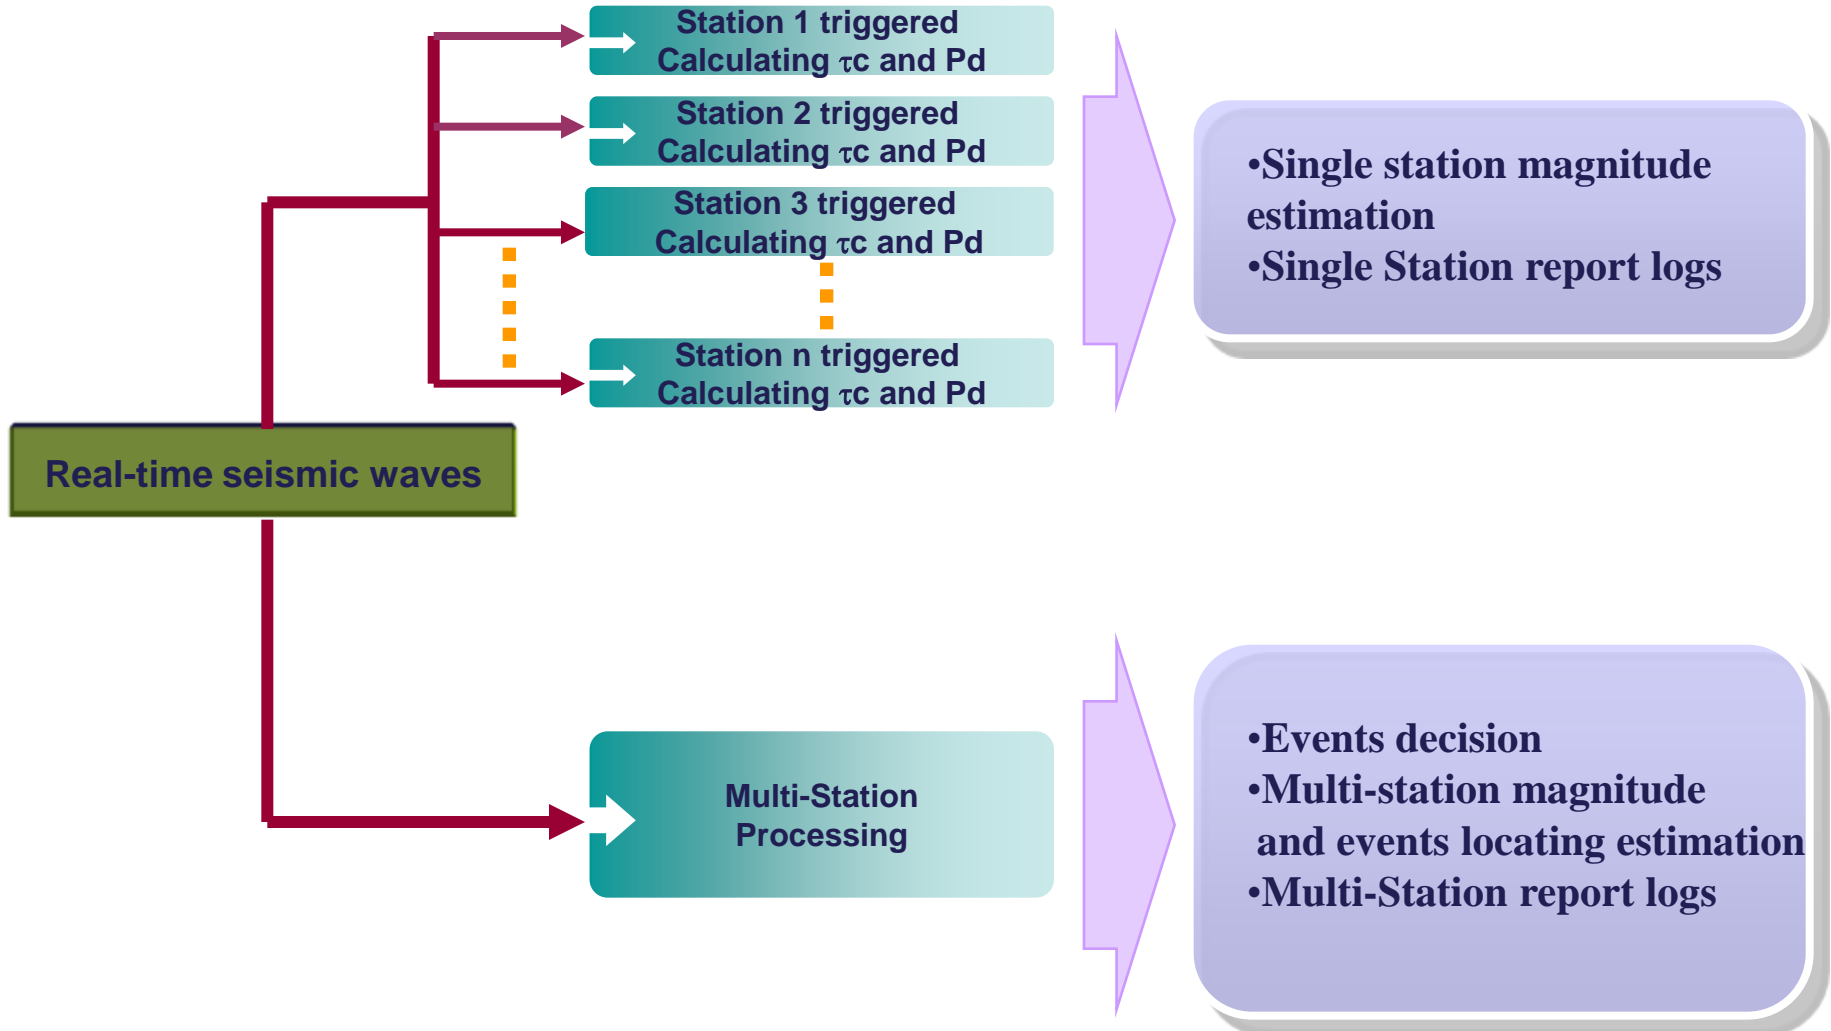 Station 1 triggered
Calculating τc and Pd
Station 2 triggered
Calculating τc and Pd
Station 3 triggered
Calculating τc and Pd
Station n triggered
Calculating τc and Pd
•Single station magnitude
estimation
•Single Station report logs
Real-time seismic waves
Multi-Station
Processing
•Events decision
•Multi-station magnitude
and events locating estimation
•Multi-Station report logs